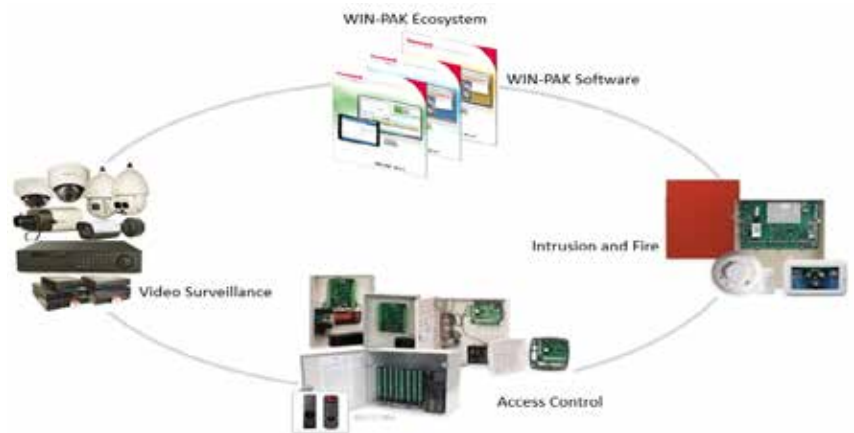 WIN-PAK Ecosystem
WIN-PAK Software
Intrusion and Fire
Video Surveillance
Access Control